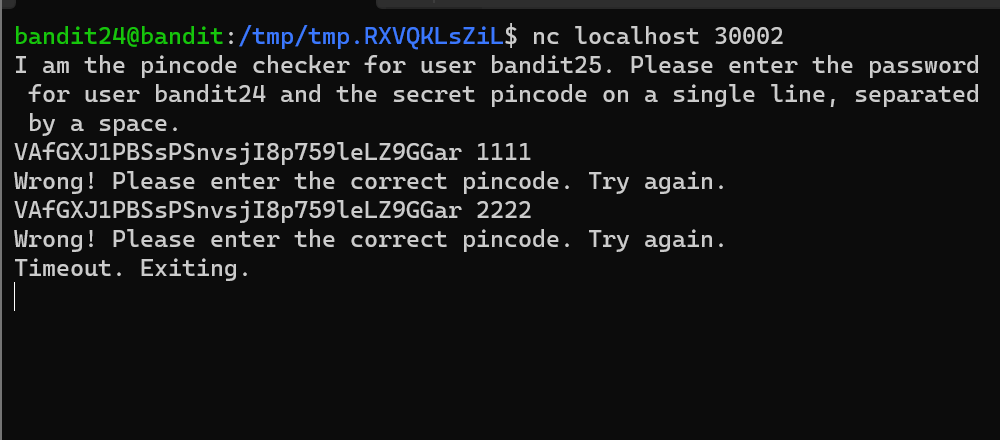 bandit24@bandit:/tmp/tmp.RXVQKLsZiL$ nc localhost 30002
I am the pincode checker for user bandit25. Please enter the password
 for user bandit24 and the secret pincode on a single line, separated
 by a space.
VAfGXJ1PBSsPSnvsjI8p759leLZ9GGar 1111
Wrong! Please enter the correct pincode. Try again.
VAfGXJ1PBSsPSnvsjI8p759leLZ9GGar 2222
Wrong! Please enter the correct pincode. Try again.
Timeout. Exiting.